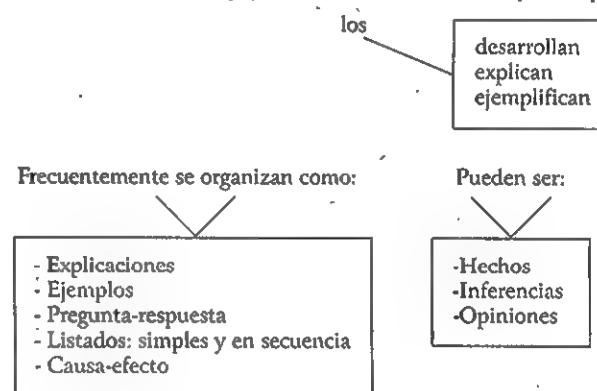 los
desarrollan
explican
ejemplifican
Frecuentemente se organizan como:
Pueden ser:
- Explicaciones
- Ejemplos
- Pregunta-respuesta
- Listados: simples y en secuencia
- Causa-efecto
-Hechos
-Inferencias
-Opiniones